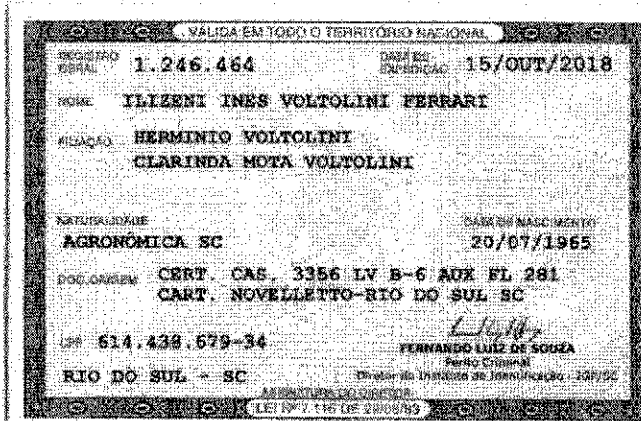 VÁLIDA EM TODO O TERRITÓRIO NACIONAL
REGISTRO GERAL 1.246.464 DATA DE EXPEDIÇÃO 15/OUT/2018
NOME ILIZENI INES VOLTOLINI FERRARI
FILIAÇÃO HERMINIO VOLTOLINI
CLARINDA MOTA VOLTOLINI
NATURALIDADE DATA DE NASCIMENTO
AGRONÔMICA SC 20/07/1965
DOC. ORIGEM CERT. CAS. 3356 LV B-6 AUX FL 281
CART. NOVELLETTO-RIO DO SUL SC
CPF 614.438.679-34
FERNANDO LUIZ DE SOUZA
Perito Criminal
RIO DO SUL - SC Diretor do Instituto de Identificação - IGP/SC
ASSINATURA DO DIRETOR
LEI Nº 7.116 DE 29/08/83